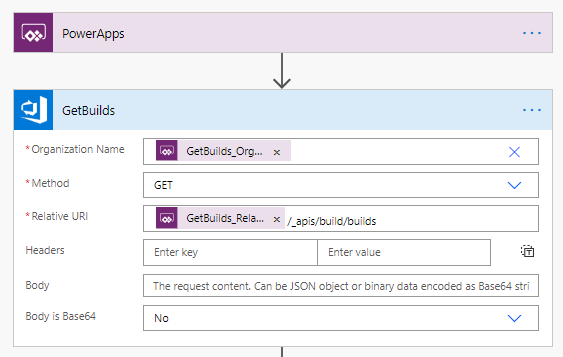 PowerApps
GetBuilds
* Organization Name GetBuilds_Org... ×
* Method GET
* Relative URI GetBuilds_Rela... × /_apis/build/builds
Headers Enter key Enter value
Body The request content. Can be JSON object or binary data encoded as Base64 stri
Body is Base64 No